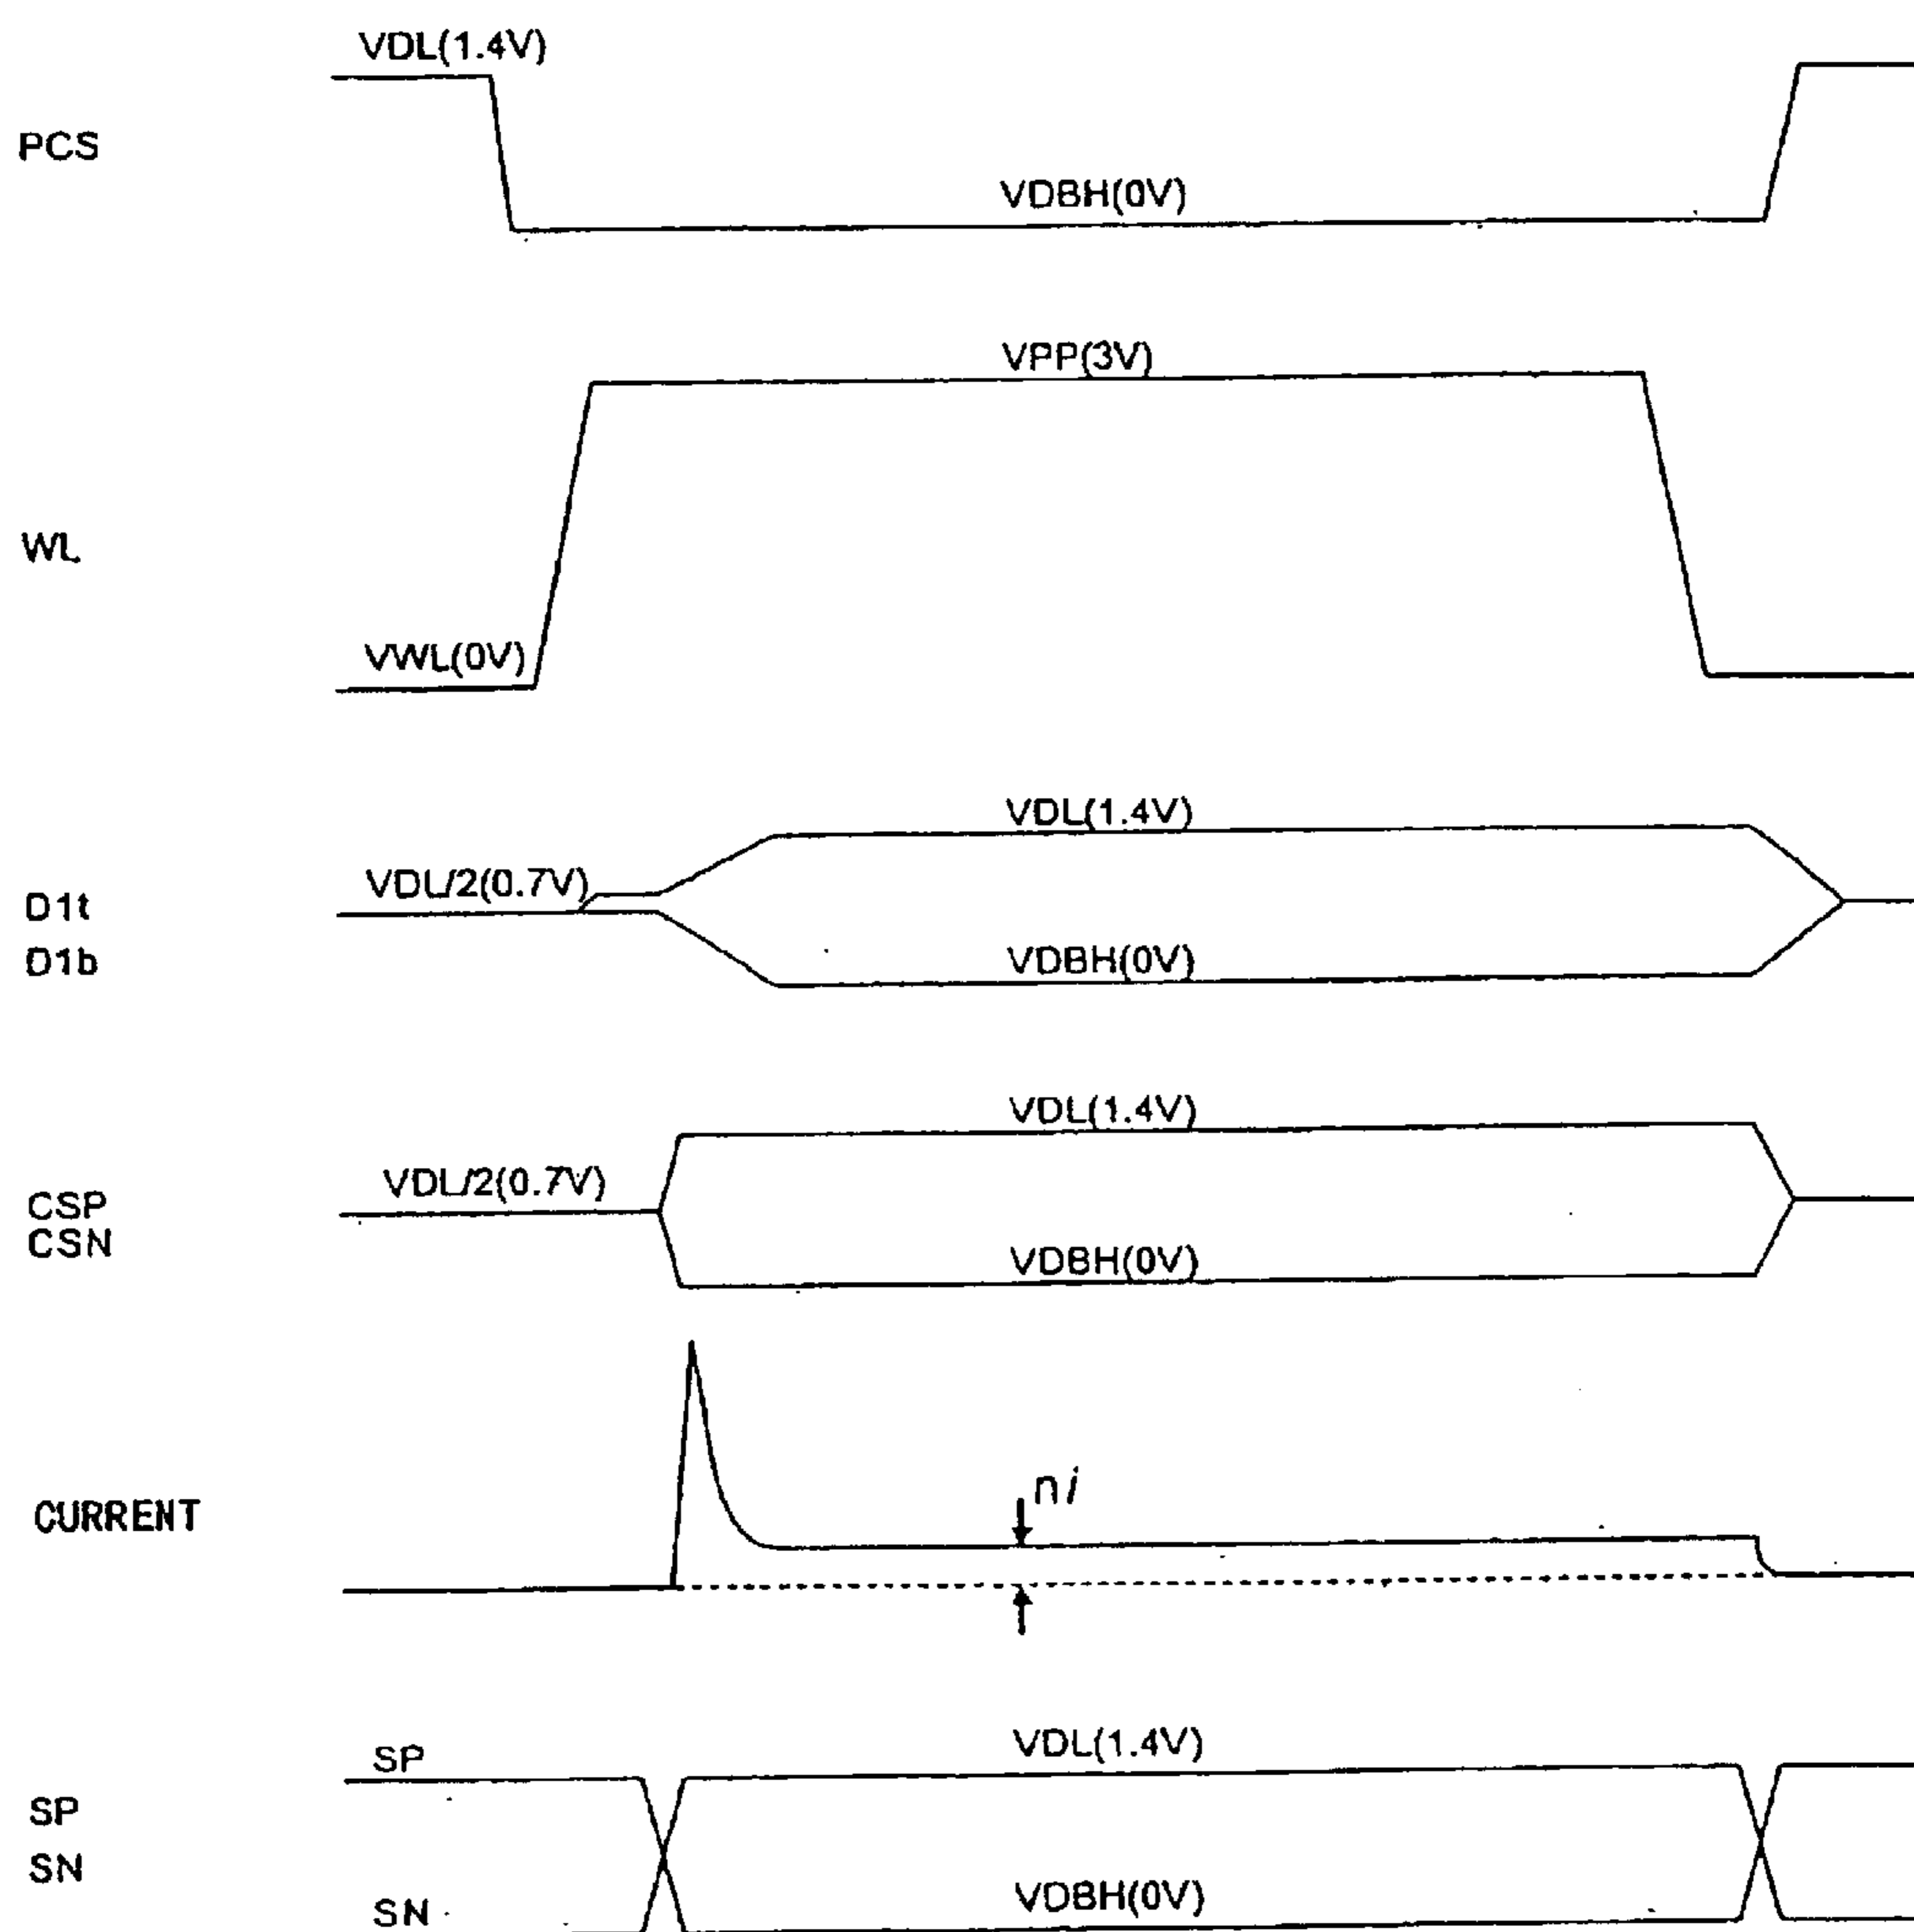 VDL(1.4V)
PCS
VDBH(0V)
VPP(3V)
WL
VWL(0V)
VDL(1.4V)
VDL/2(0.7V)
D1t
D1b
VDBH(0V)
VDL(1.4V)
VDL/2(0.7V)
CSP
CSN
VDBH(0V)
ni
CURRENT
VDL(1.4V)
SP
SP
SN
VDBH(0V)
SN